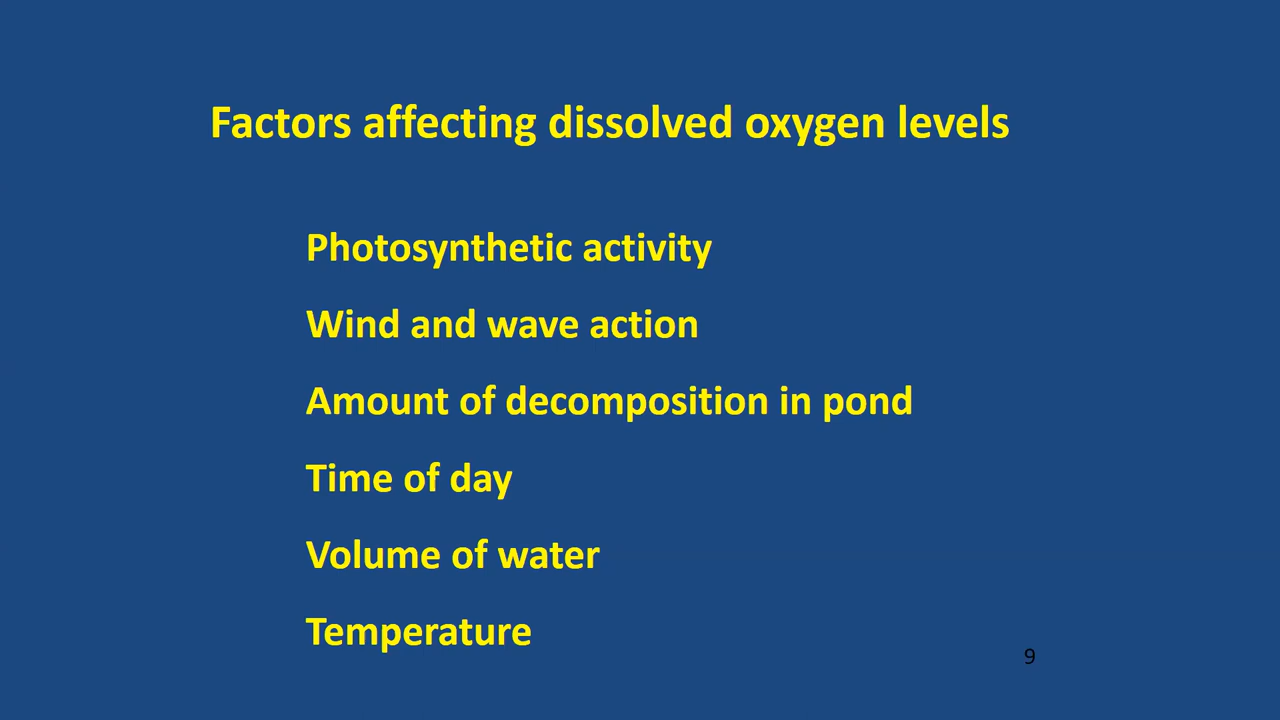 Factors affecting dissolved oxygen levels
Photosynthetic activity
Wind and wave action
Amount of decomposition in pond
Time of day
Volume of water
Temperature
9